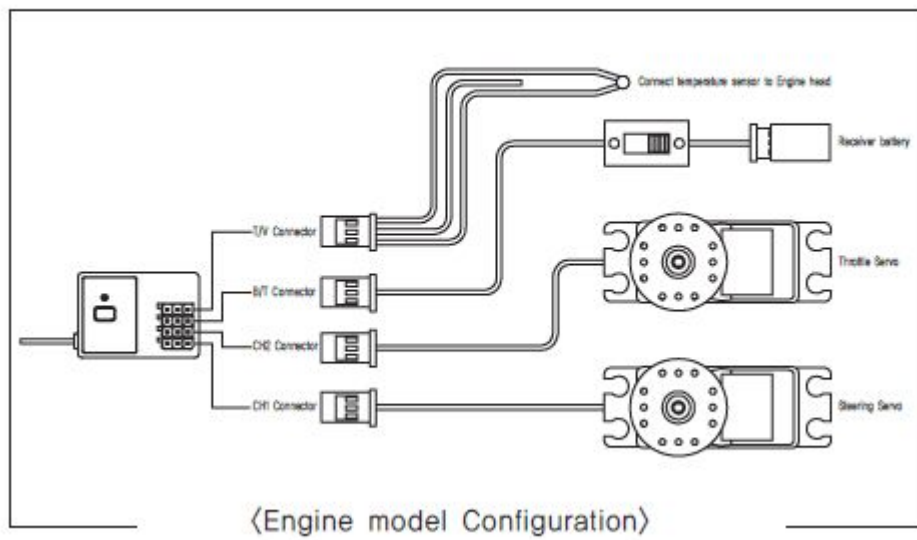 Connect temperature sensor to Engine head
Receiver battery
T/V Connector
Throttle Servo
B/T Connector
CH2 Connector
CH1 Connector
Steering Servo
〈Engine model Configuration〉